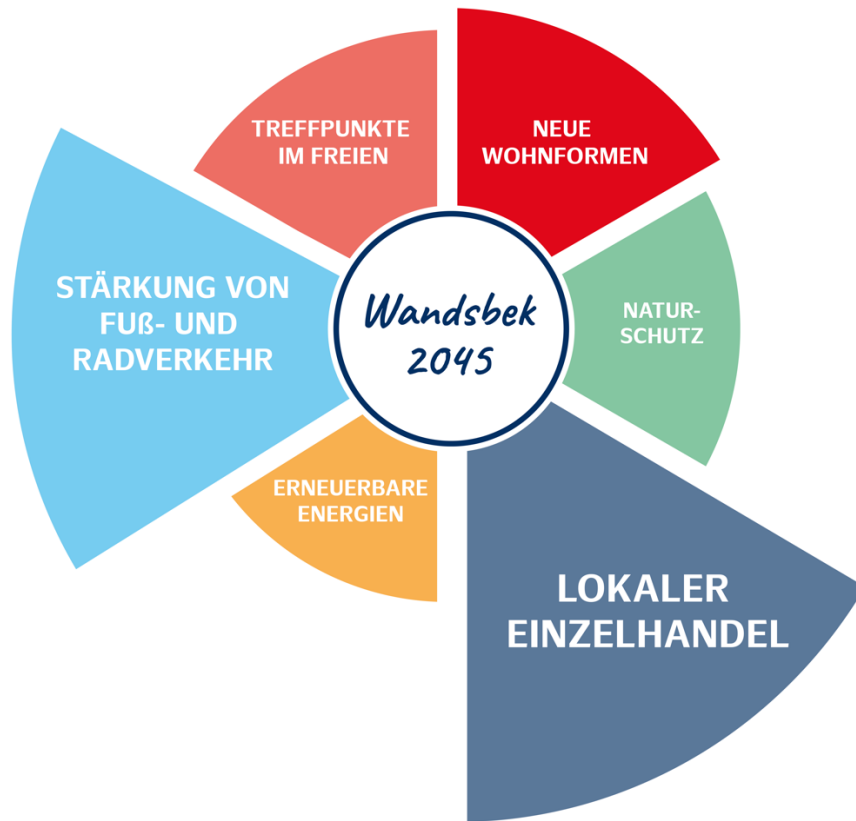 TREFFPUNKTE
IM FREIEN
NEUE
WOHNFORMEN
STÄRKUNG VON
FUß- UND
RADVERKEHR
Wandsbek
2045
NATUR-
SCHUTZ
ERNEUERBARE
ENERGIEN
LOKALER
EINZELHANDEL